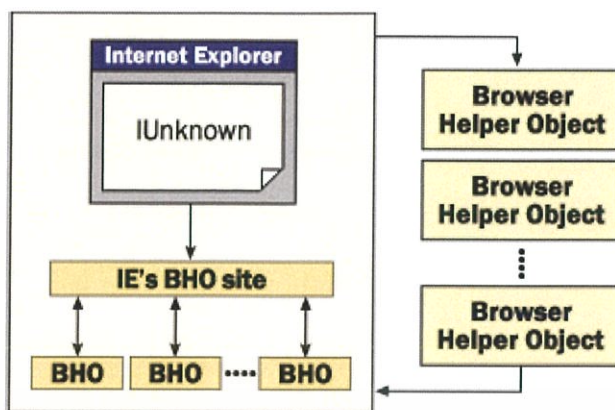 Internet Explorer
IUnknown
IE's BHO site
BHO
BHO
BHO
Browser
Helper Object
Browser
Helper Object
Browser
Helper Object